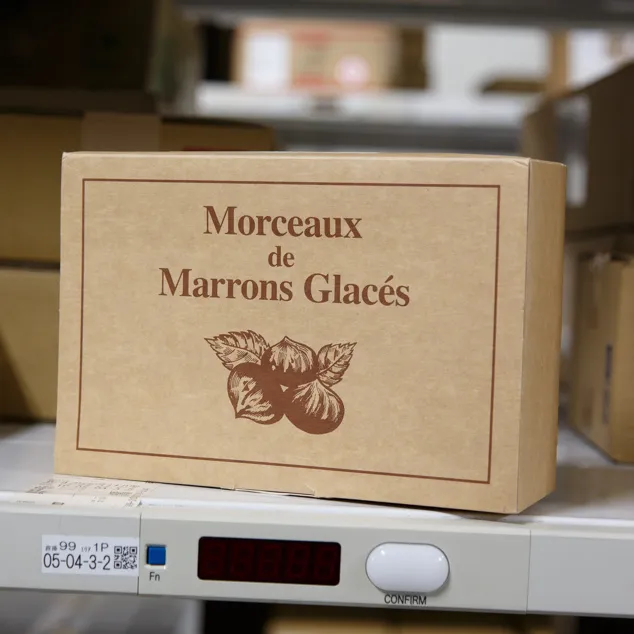 Morceaux
de
Marrons Glacés
99 1P
05-04-3-2
Fn
CONFIRM